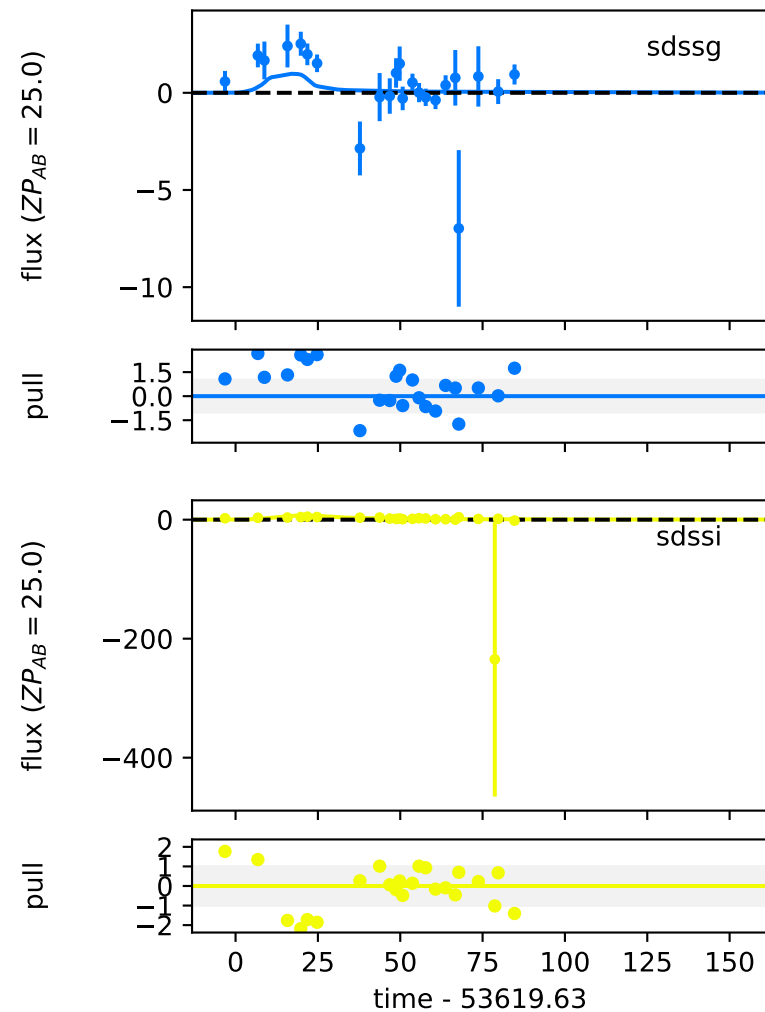 sdssg
flux (ZP_AB = 25.0)
0
−5
−10
pull
1.5
0.0
−1.5
sdssi
flux (ZP_AB = 25.0)
0
−200
−400
pull
2
1
0
−1
−2
0 25 50 75 100 125 150
time - 53619.63